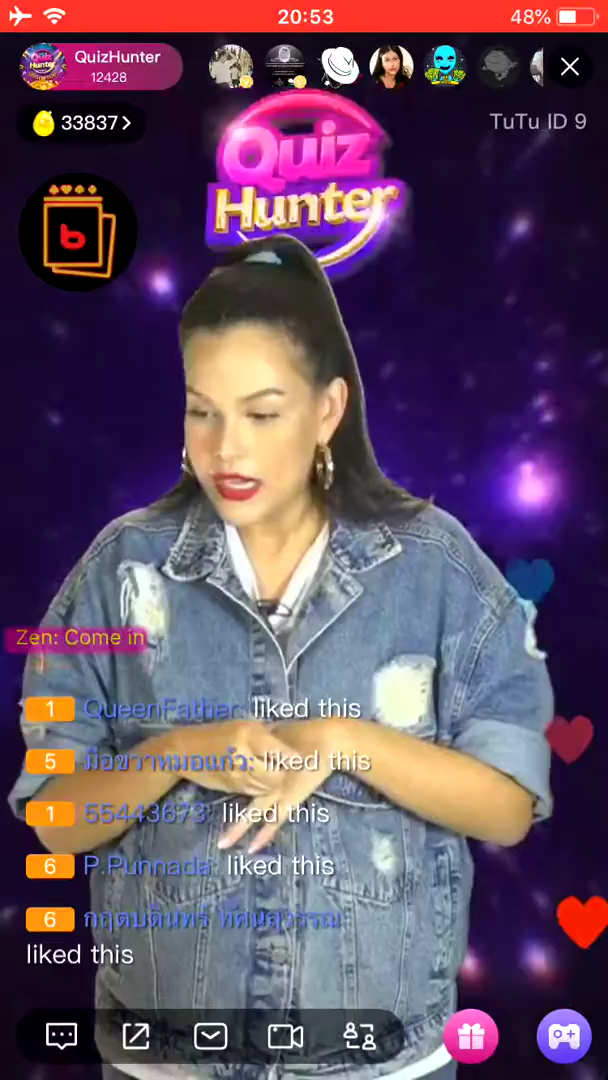 20:53
48%
QuizHunter
12428
33837
TuTu ID 9
Quiz
Hunter
b
Zen: Come in
1 QueenFather: liked this
5 มือขวาหมอแก้ว: liked this
1 55443673: liked this
6 P.Punnada: liked this
6 กฤตบดินทร์ ทัศนสุวรรณ
liked this